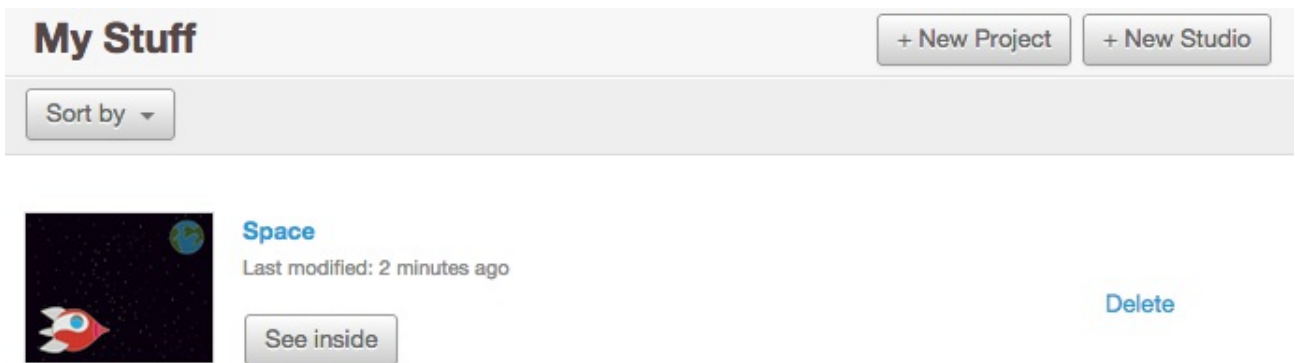 My Stuff
+ New Project
+ New Studio
Sort by
Space
Last modified: 2 minutes ago
Delete
See inside